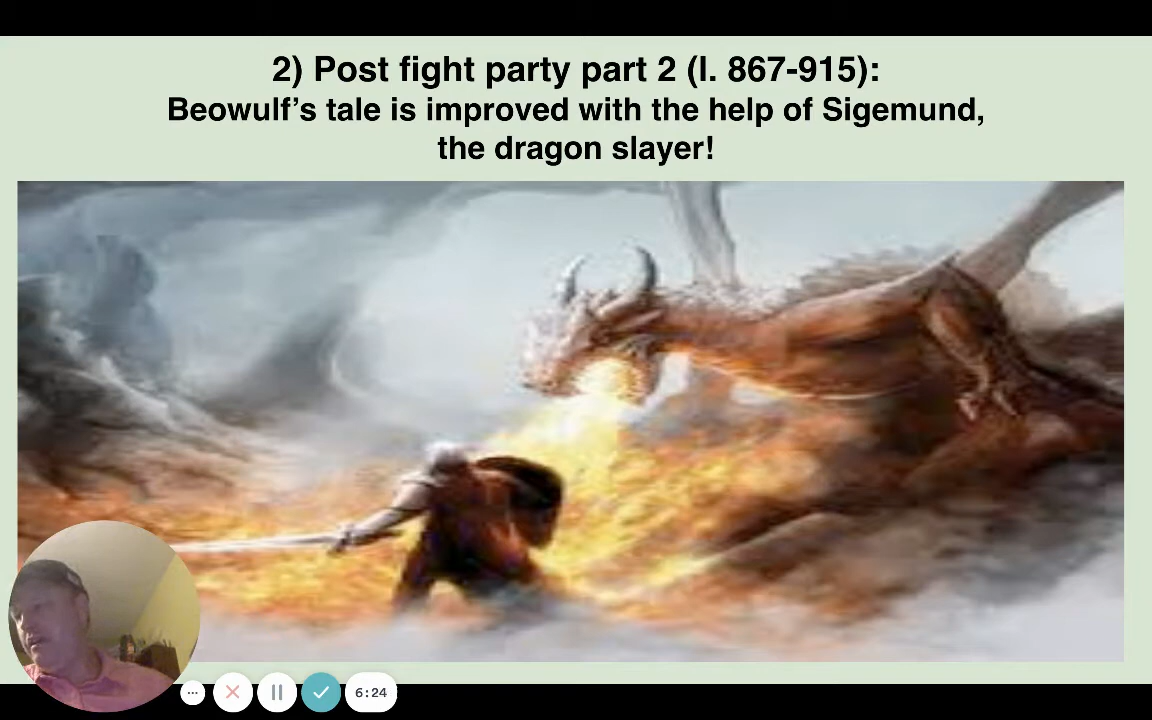 2) Post fight party part 2 (l. 867-915):
Beowulf’s tale is improved with the help of Sigemund,
the dragon slayer!
6:24